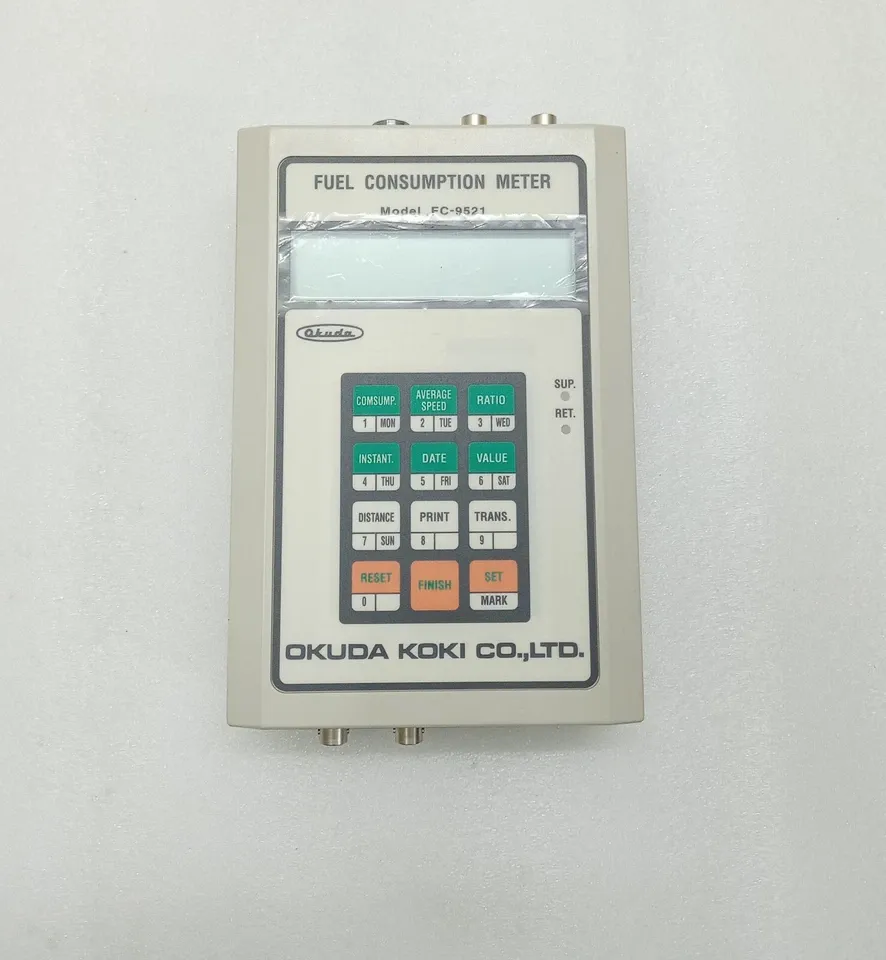 FUEL CONSUMPTION METER
Model FC-9521
Okuda
SUP.
RET.
COMSUMP. AVERAGE SPEED RATIO
1 MON 2 TUE 3 WED
INSTANT. DATE VALUE
4 THU 5 FRI 6 SAT
DISTANCE PRINT TRANS.
7 SUN 8 9
RESET FINISH SET
0 MARK
OKUDA KOKI CO.,LTD.